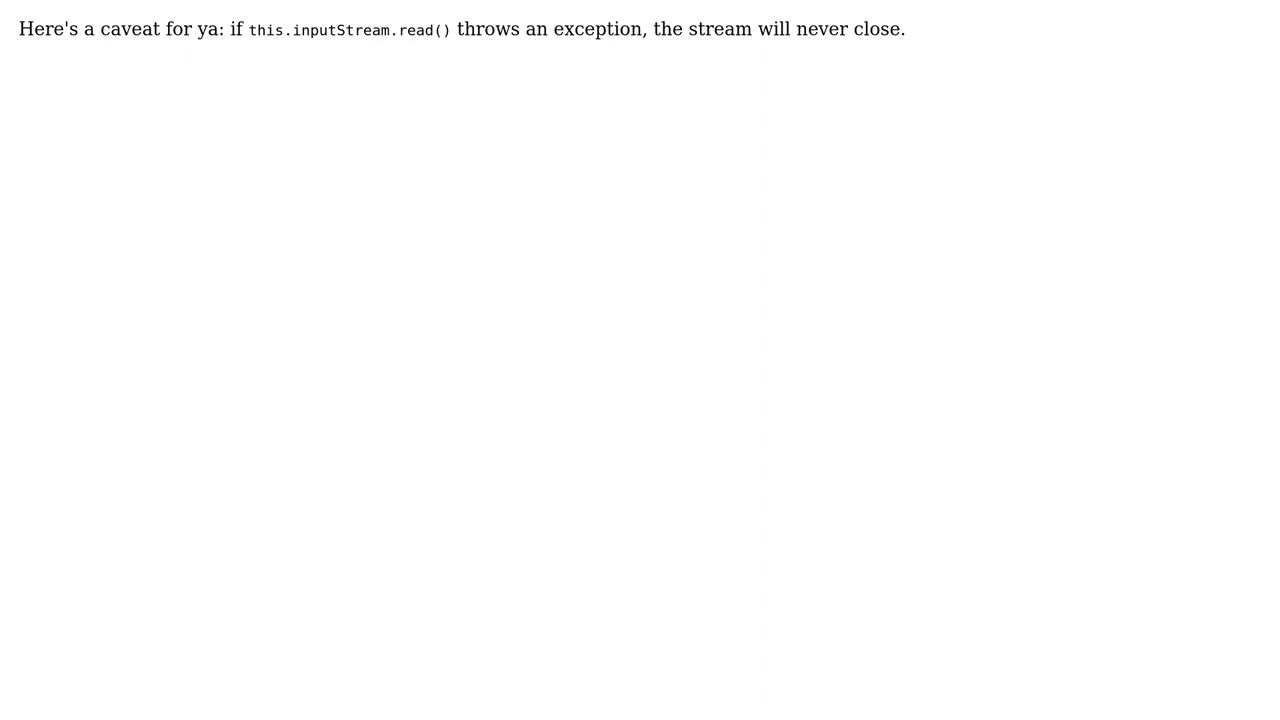 Here's a caveat for ya: if this.inputStream.read() throws an exception, the stream will never close.